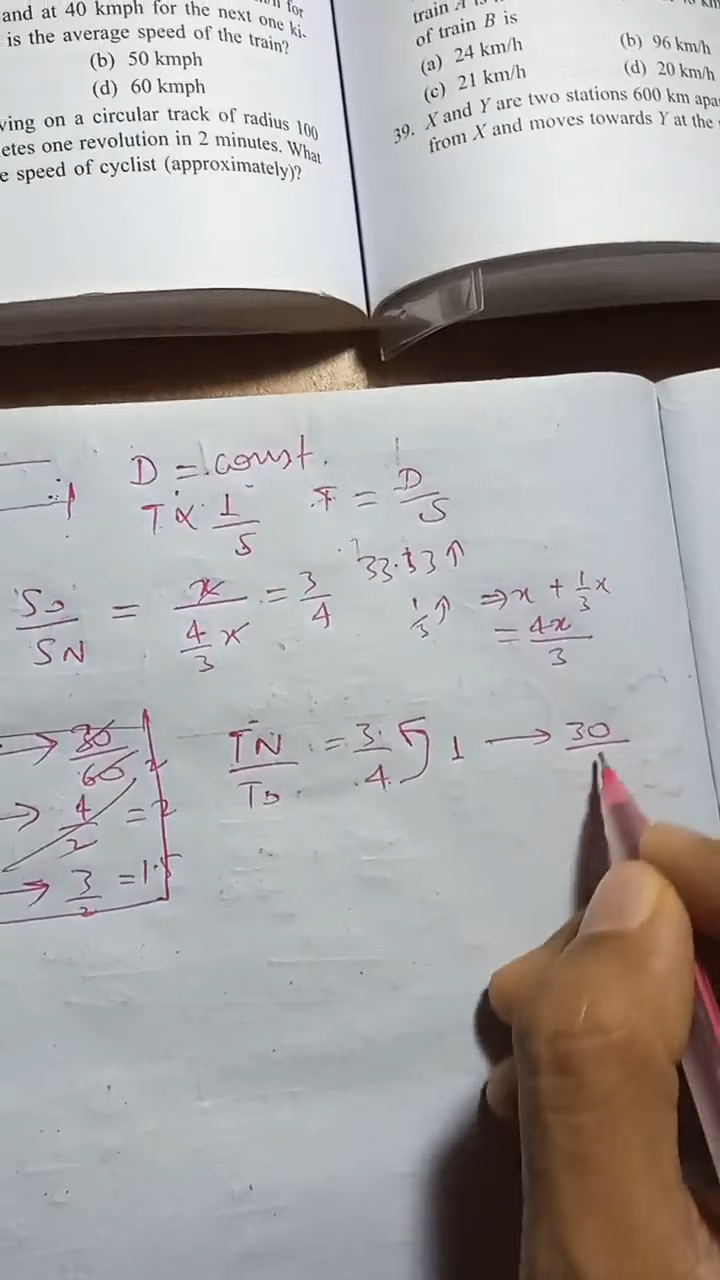 and at 40 kmph for the next one ki-
is the average speed of the train?
(b) 50 kmph
(d) 60 kmph
ving on a circular track of radius 100
etes one revolution in 2 minutes. What
e speed of cyclist (approximately)?
of train B is
(a) 24 km/h
(b) 96 km/h
(c) 21 km/h
(d) 20 km/h
39. X and Y are two stations 600 km apa
from X and moves towards Y at the
D = const.
T ∝ 1/S T = D/S
33.33↑
SN = x/(4/3 x) = 3/4
1/3↑ ⇒ x + 1/3 x
= 4x/3
→ 30/60
→ 4/2 = 2
→ 3/2 = 1.5
TN = 3/4 1 → 30